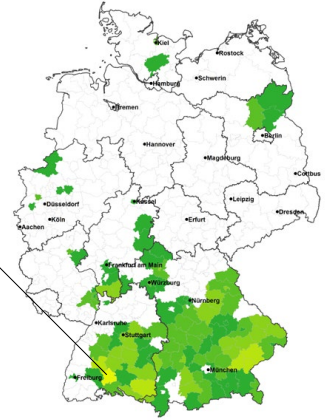 Kiel
Rostock
Hamburg
Schwerin
Bremen
Berlin
Hannover
Magdeburg
Cottbus
Düsseldorf
Kassel
Leipzig
Köln
Erfurt
Dresden
Aachen
Frankfurt am Main
Würzburg
Nürnberg
Karlsruhe
Stuttgart
München
Freiburg